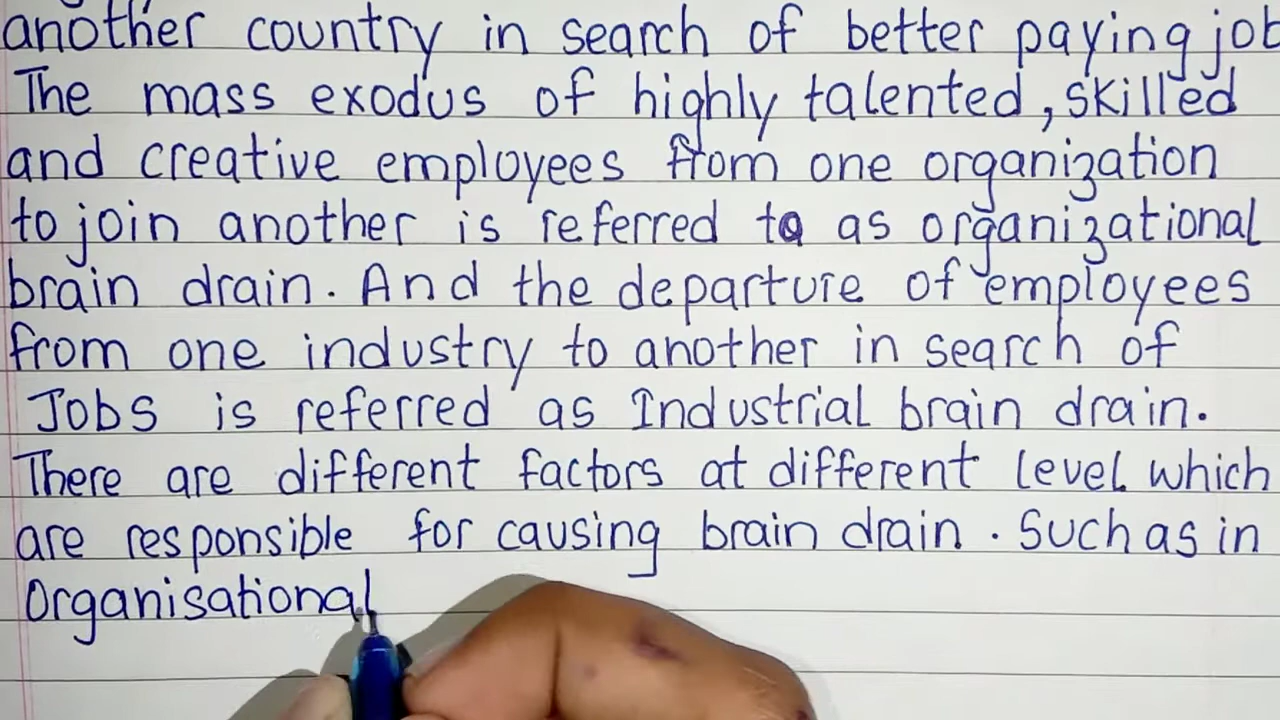 another country in search of better paying job
The mass exodus of highly talented, skilled
and creative employees from one organization
to join another is referred to as organizational
brain drain. And the departure of employees
from one industry to another in search of
Jobs is referred as Industrial brain drain.
There are different factors at different level which
are responsible for causing brain drain. Such as in
Organisational